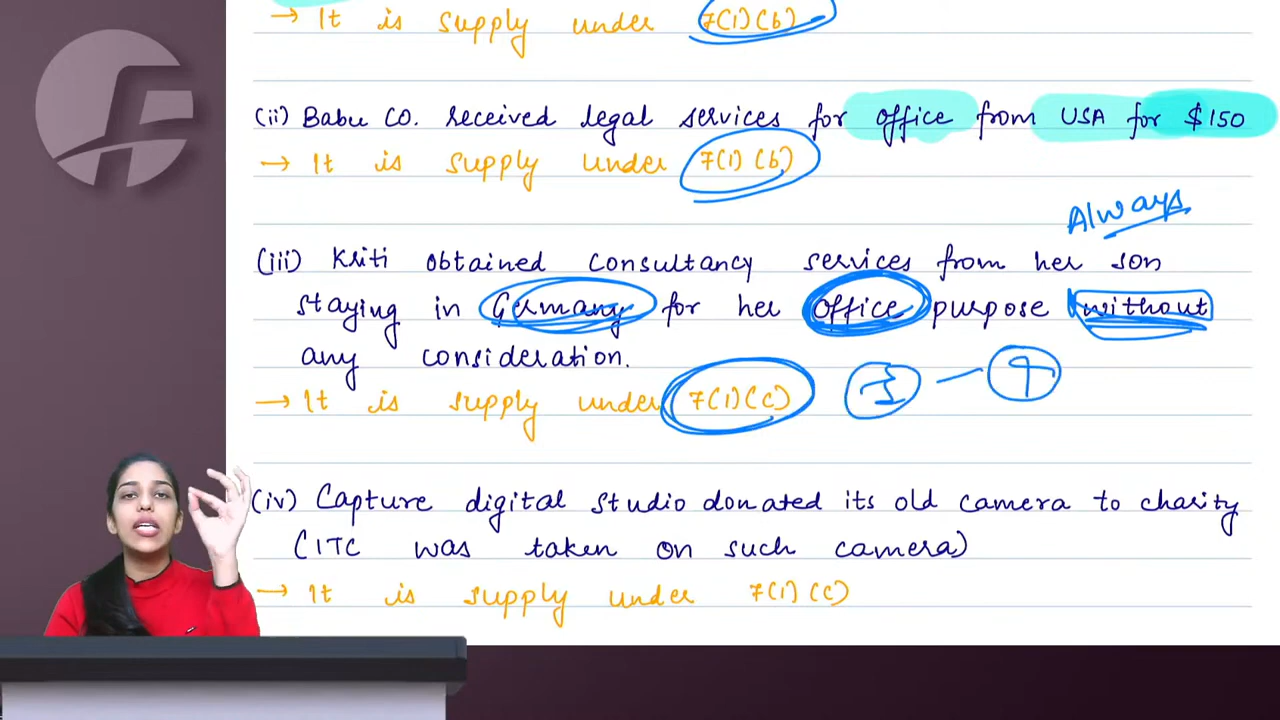 → It is supply under 7(1)(b)
(ii) Babu CO. received legal services for office from USA for $150
→ It is supply under 7(1)(b)
Always
(iii) Kriti obtained consultancy services from her son
staying in Germany for her office purpose without
any consideration.
→ It is supply under 7(1)(c)
(iv) Capture digital studio donated its old camera to charity
(ITC was taken on such camera)
→ It is supply under 7(1)(c)